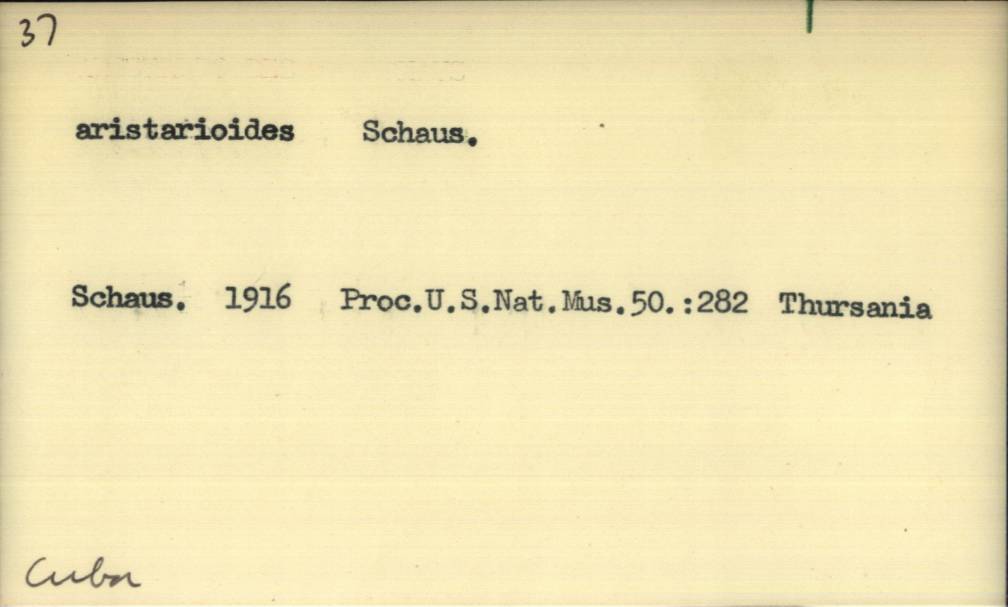 37
aristarioides Schaus.
Schaus. 1916 Proc.U.S.Nat.Mus.50.:282 Thursania
Cuba